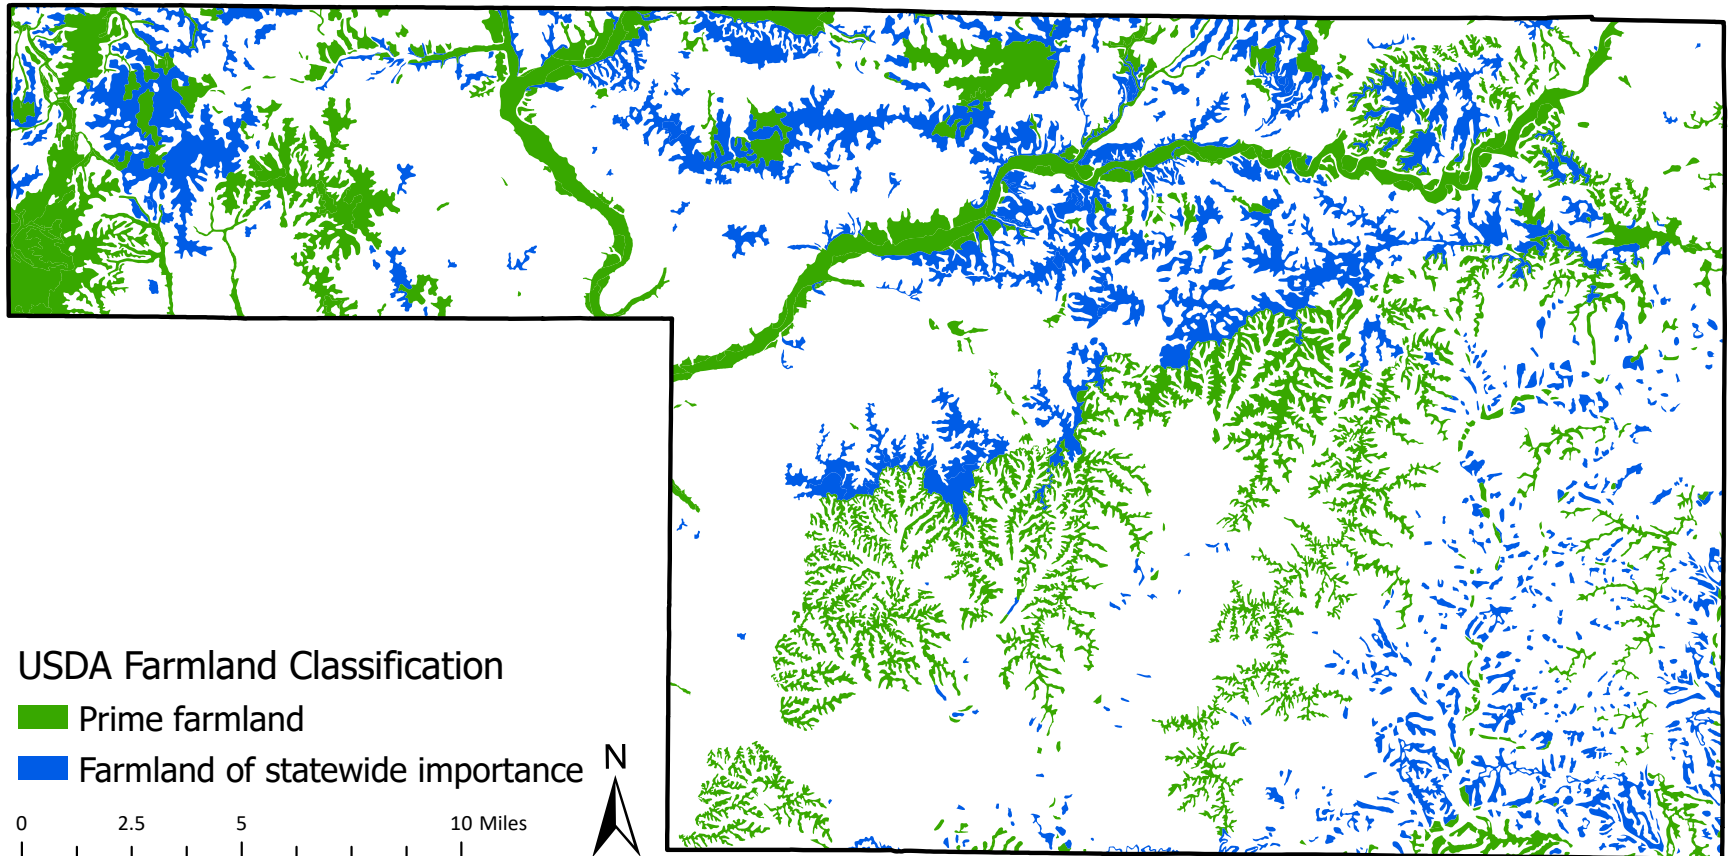 USDA Farmland Classification
Prime farmland
Farmland of statewide importance
N
0 2.5 5 10 Miles